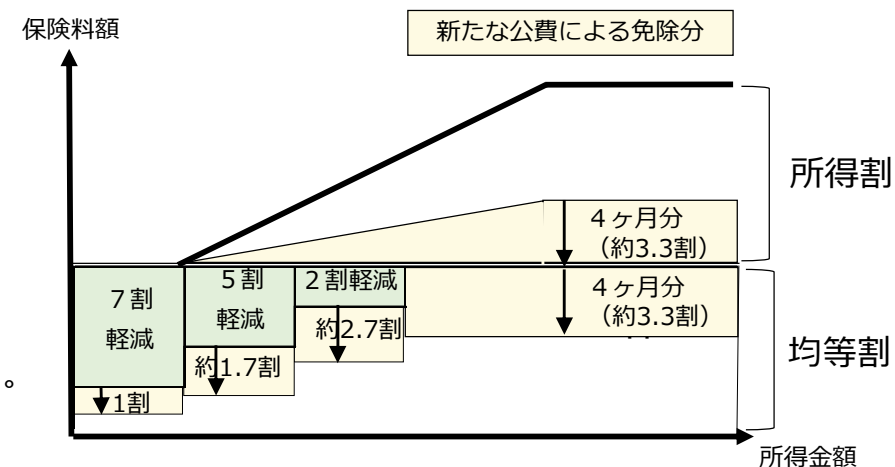 保険料額
新たな公費による免除分
所得割
４ヶ月分
（約3.3割）
７割
軽減
５割
軽減
２割軽減
４ヶ月分
（約3.3割）
約2.7割
約1.7割
1割
均等割
。
所得金額